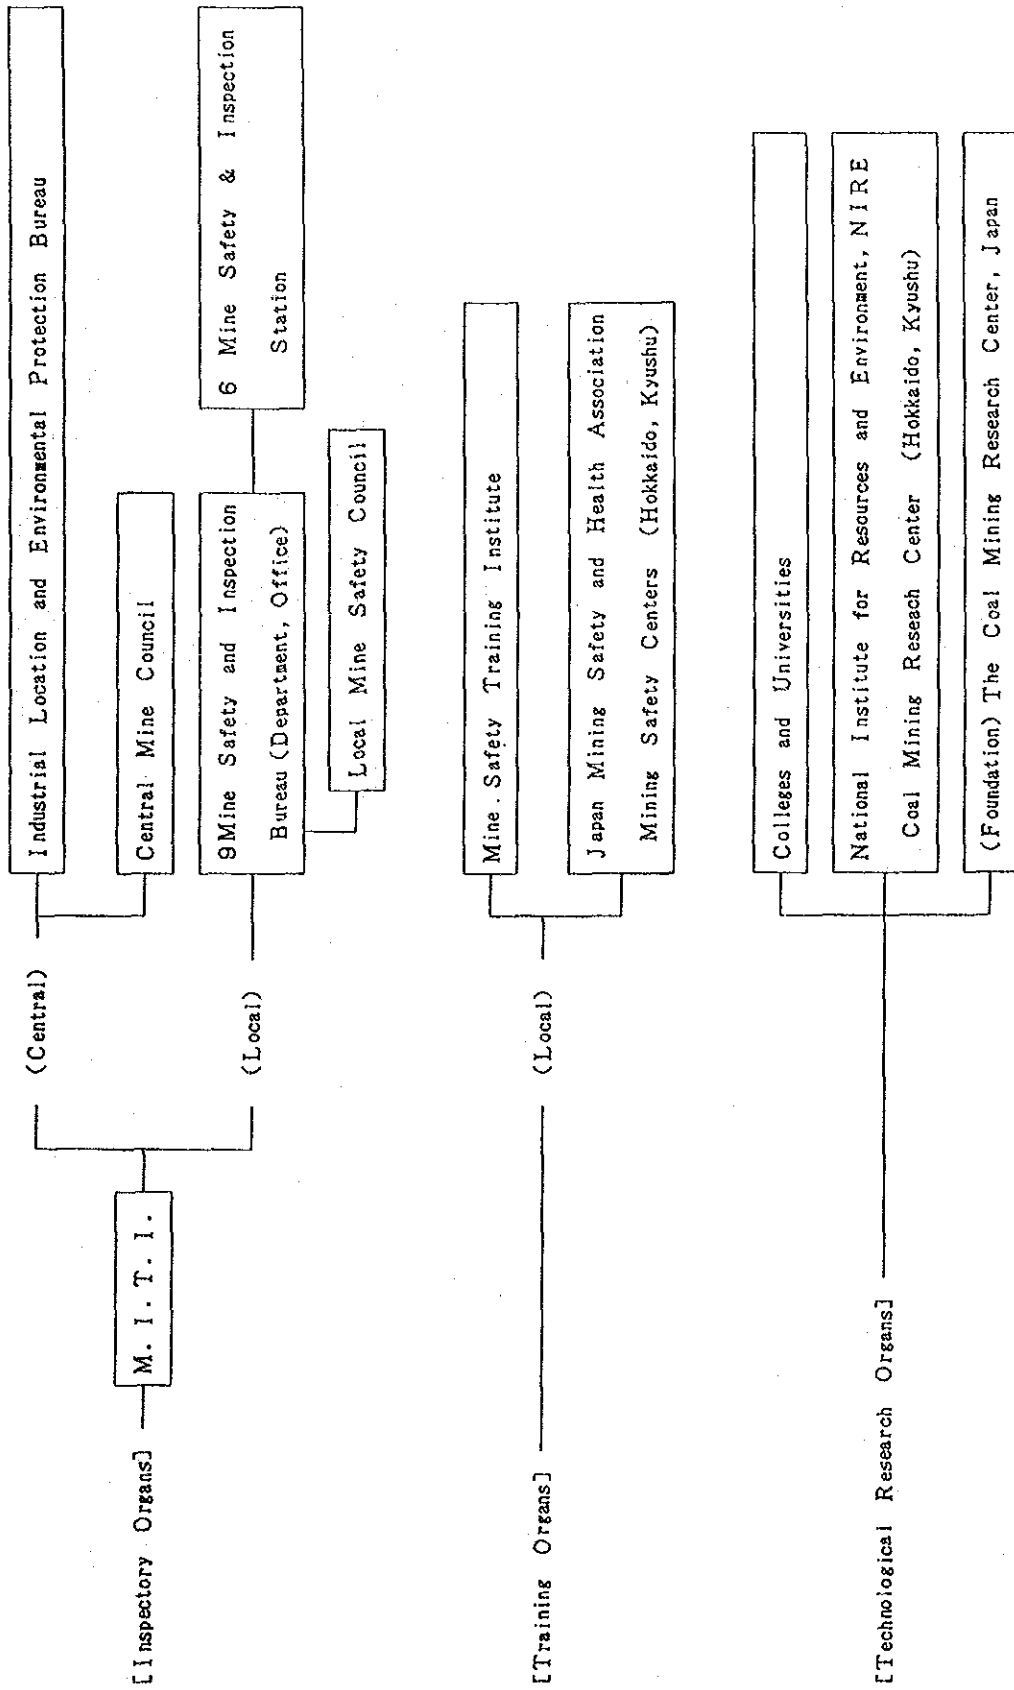 [Inspectory Organs]
M. I. T. I.
(Central)
Industrial Location and Environmental Protection Bureau
Central Mine Council
(Local)
9 Mine Safety and Inspection
Bureau (Department, Office)
6 Mine Safety & Inspection
Station
Local Mine Safety Council
[Training Organs]
(Local)
Mine. Safety Training Institute
Japan Mining Safety and Health Association
Mining Safety Centers (Hokkaido, Kyushu)
[Technological Research Organs]
Colleges and Universities
National Institute for Resources and Environment, NIRE
Coal Mining Reseach Center (Hokkaido, Kyushu)
(Foundation) The Coal Mining Research Center, Japan